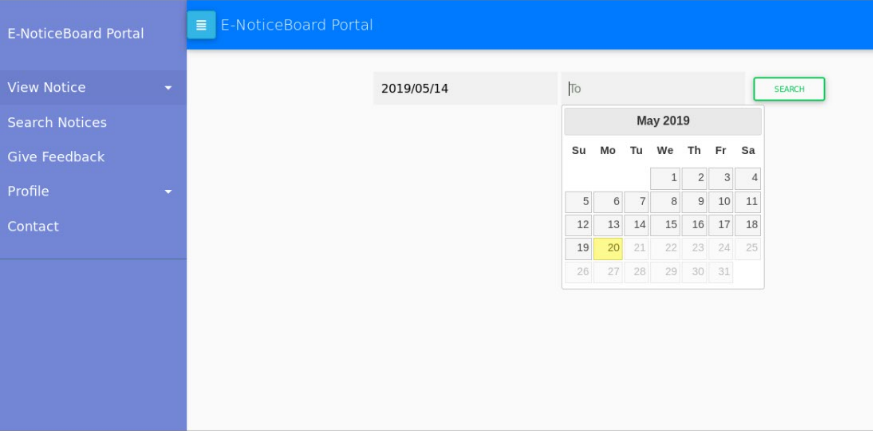 E-NoticeBoard Portal
E-NoticeBoard Portal
View Notice
Search Notices
Give Feedback
Profile
Contact
2019/05/14 To SEARCH
May 2019
Su Mo Tu We Th Fr Sa
1 2 3 4
5 6 7 8 9 10 11
12 13 14 15 16 17 18
19 20 21 22 23 24 25
26 27 28 29 30 31